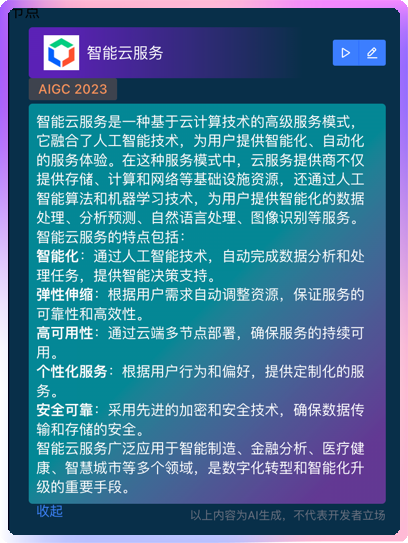 节点
智能云服务
AIGC 2023
智能云服务是一种基于云计算技术的高级服务模式，
它融合了人工智能技术，为用户提供智能化、自动化
的服务体验。在这种服务模式中，云服务提供商不仅
提供存储、计算和网络等基础设施资源，还通过人工
智能算法和机器学习技术，为用户提供智能化的数据
处理、分析预测、自然语言处理、图像识别等服务。
智能云服务的特点包括：
智能化：通过人工智能技术，自动完成数据分析和处
理任务，提供智能决策支持。
弹性伸缩：根据用户需求自动调整资源，保证服务的
可靠性和高效性。
高可用性：通过云端多节点部署，确保服务的持续可
用。
个性化服务：根据用户行为和偏好，提供定制化的服
务。
安全可靠：采用先进的加密和安全技术，确保数据传
输和存储的安全。
智能云服务广泛应用于智能制造、金融分析、医疗健
康、智慧城市等多个领域，是数字化转型和智能化升
级的重要手段。
收起
以上内容为AI生成，不代表开发者立场